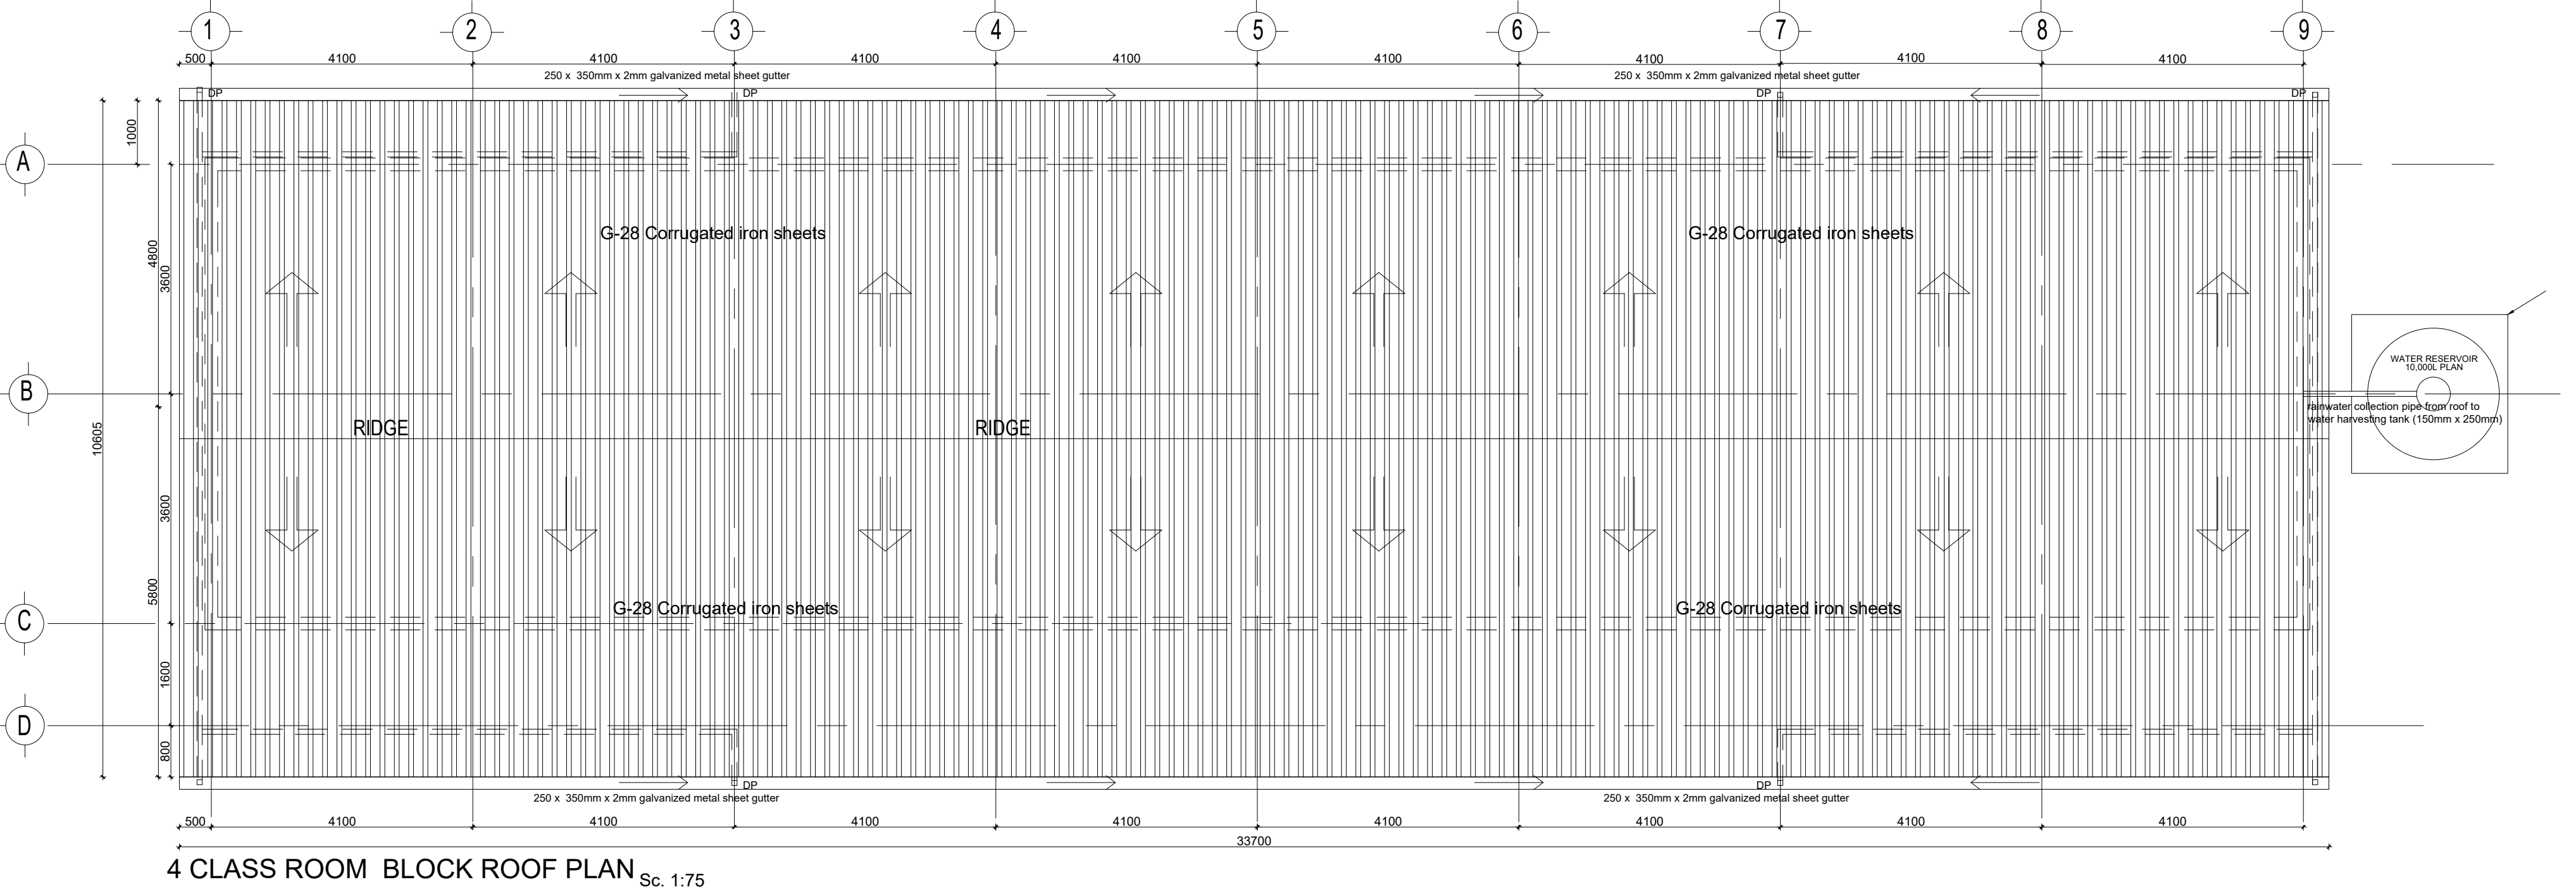 1 2 3 4 5 6 7 8 9
500 4100 4100 4100 4100 4100 4100 4100 4100
250 x 350mm x 2mm galvanized metal sheet gutter 250 x 350mm x 2mm galvanized metal sheet gutter
DP DP DP DP
1000
A
G-28 Corrugated iron sheets G-28 Corrugated iron sheets
4800
3600
WATER RESERVOIR
10,000L PLAN
B
rainwater collection pipe from roof to
water harvesting tank (150mm x 250mm)
RIDGE RIDGE
10605
3600
5800
G-28 Corrugated iron sheets G-28 Corrugated iron sheets
C
1600
D
800
DP DP
250 x 350mm x 2mm galvanized metal sheet gutter 250 x 350mm x 2mm galvanized metal sheet gutter
500 4100 4100 4100 4100 4100 4100 4100 4100
33700
4 CLASS ROOM BLOCK ROOF PLAN Sc. 1:75